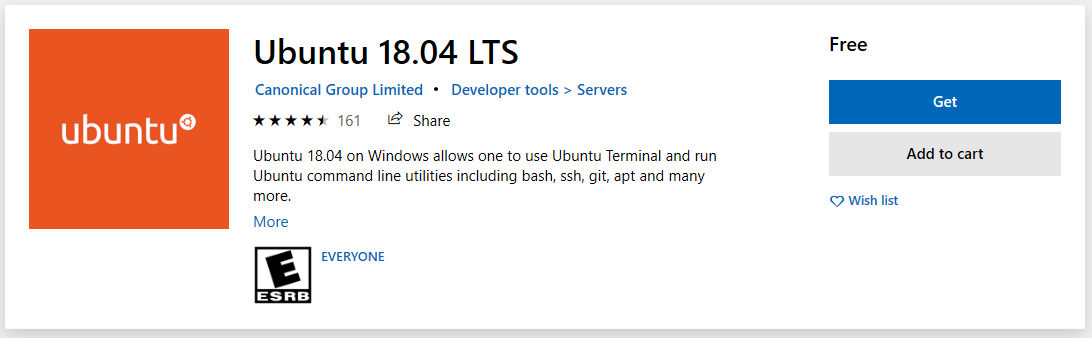 ubuntu
Ubuntu 18.04 LTS
Canonical Group Limited • Developer tools > Servers
★★★★★ 161 Share
Ubuntu 18.04 on Windows allows one to use Ubuntu Terminal and run
Ubuntu command line utilities including bash, ssh, git, apt and many
more.
More
E
ESRB
EVERYONE
Free
Get
Add to cart
Wish list